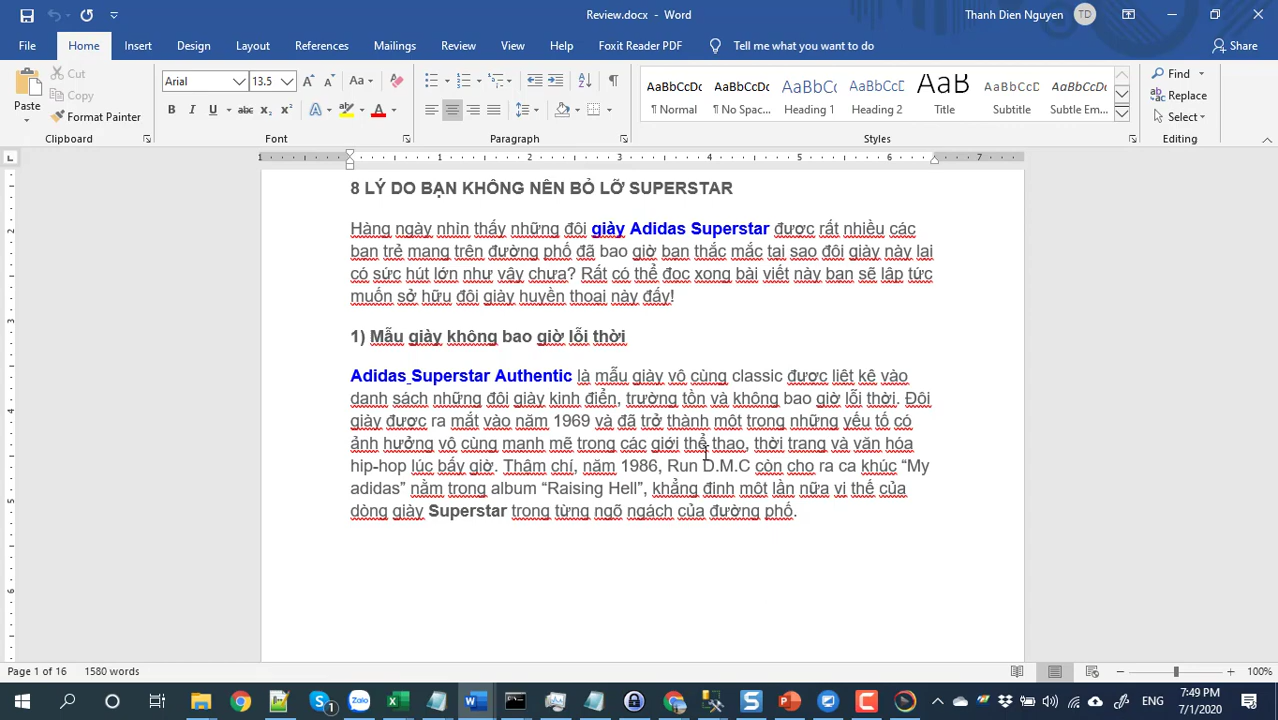 Review.docx - Word
Thanh Dien Nguyen
TD
File Home Insert Design Layout References Mailings Review View Help Foxit Reader PDF Tell me what you want to do Share
Paste
Cut
Copy
Format Painter
Clipboard
Arial 13.5
Font
Paragraph
AaBbCcDc AaBbCcDc AaBbCc AaBbCcC AaB AaBbCcD AaBbCcD
¶ Normal ¶ No Spac... Heading 1 Heading 2 Title Subtitle Subtle Em...
Styles
Find
Replace
Select
Editing
8 LÝ DO BẠN KHÔNG NÊN BỎ LỠ SUPERSTAR
Hàng ngày nhìn thấy những đôi giày Adidas Superstar được rất nhiều các
bạn trẻ mang trên đường phố đã bao giờ bạn thắc mắc tại sao đôi giày này lại
có sức hút lớn như vậy chưa? Rất có thể đọc xong bài viết này bạn sẽ lập tức
muốn sở hữu đôi giày huyền thoại này đấy!
1) Mẫu giày không bao giờ lỗi thời
Adidas Superstar Authentic là mẫu giày vô cùng classic được liệt kê vào
danh sách những đôi giày kinh điển, trường tồn và không bao giờ lỗi thời. Đôi
giày được ra mắt vào năm 1969 và đã trở thành một trong những yếu tố có
ảnh hưởng vô cùng mạnh mẽ trong các giới thể thao, thời trang và văn hóa
hip-hop lúc bấy giờ. Thậm chí, năm 1986, Run D.M.C còn cho ra ca khúc “My
adidas” nằm trong album “Raising Hell”, khẳng định một lần nữa vị thế của
dòng giày Superstar trong từng ngõ ngách của đường phố.
Page 1 of 16 1580 words
100%
ENG
7:49 PM
7/1/2020